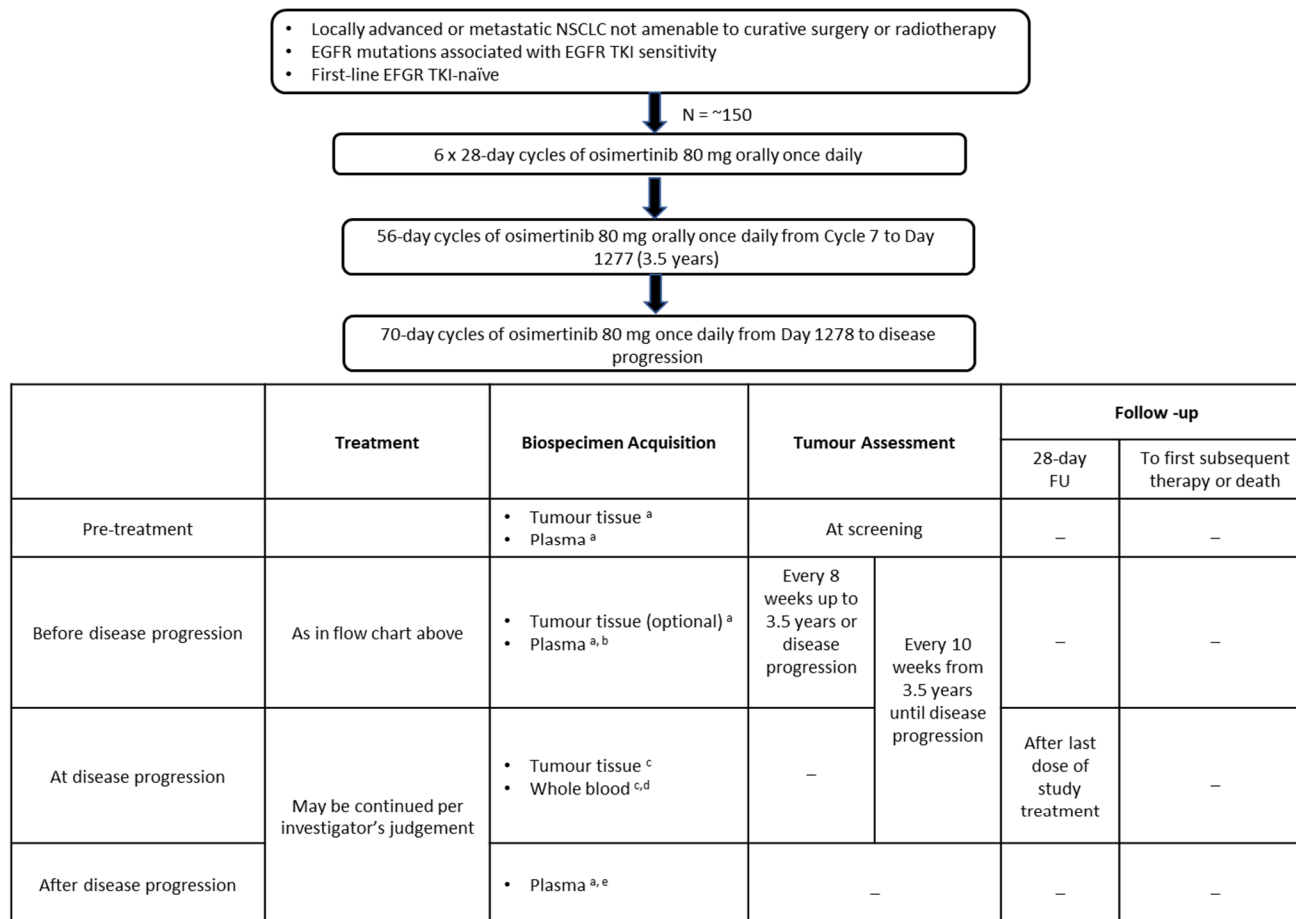 • Locally advanced or metastatic NSCLC not amenable to curative surgery or radiotherapy
• EGFR mutations associated with EGFR TKI sensitivity
• First-line EFGR TKI-naïve
N = ~150
6 x 28-day cycles of osimertinib 80 mg orally once daily
56-day cycles of osimertinib 80 mg orally once daily from Cycle 7 to Day
1277 (3.5 years)
70-day cycles of osimertinib 80 mg once daily from Day 1278 to disease
progression
Treatment
Biospecimen Acquisition
Tumour Assessment
Follow -up
28-day
FU
To first subsequent
therapy or death
Pre-treatment
• Tumour tissue a
• Plasma a
At screening
–
–
Before disease progression
As in flow chart above
• Tumour tissue (optional) a
• Plasma a, b
Every 8
weeks up to
3.5 years or
disease
progression
Every 10
weeks from
3.5 years
until disease
progression
–
–
At disease progression
May be continued per
investigator's judgement
• Tumour tissue c
• Whole blood c,d
–
After last
dose of
study
treatment
–
After disease progression
• Plasma a, e
–
–
–